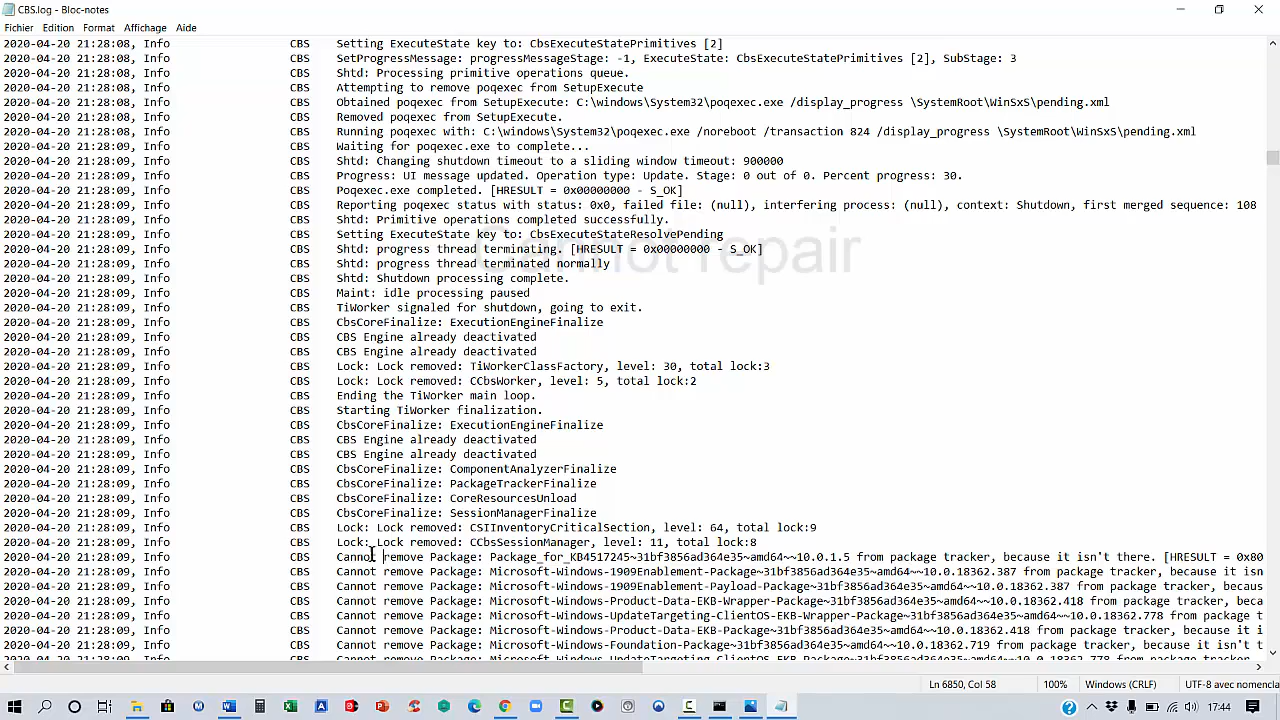 CBS.log - Bloc-notes
Fichier Edition Format Affichage Aide
2020-04-20 21:28:08, Info CBS Setting ExecuteState key to: CbsExecuteStatePrimitives [2]
2020-04-20 21:28:08, Info CBS SetProgressMessage: progressMessageStage: -1, ExecuteState: CbsExecuteStatePrimitives [2], SubStage: 3
2020-04-20 21:28:08, Info CBS Shtd: Processing primitive operations queue.
2020-04-20 21:28:08, Info CBS Attempting to remove poqexec from SetupExecute
2020-04-20 21:28:08, Info CBS Obtained poqexec from SetupExecute: C:\windows\System32\poqexec.exe /display_progress \SystemRoot\WinSxS\pending.xml
2020-04-20 21:28:08, Info CBS Removed poqexec from SetupExecute.
2020-04-20 21:28:08, Info CBS Running poqexec with: C:\windows\System32\poqexec.exe /noreboot /transaction 824 /display_progress \SystemRoot\WinSxS\pending.xml
2020-04-20 21:28:08, Info CBS Waiting for poqexec.exe to complete...
2020-04-20 21:28:08, Info CBS Shtd: Changing shutdown timeout to a sliding window timeout: 900000
2020-04-20 21:28:09, Info CBS Progress: UI message updated. Operation type: Update. Stage: 0 out of 0. Percent progress: 30.
2020-04-20 21:28:09, Info CBS Poqexec.exe completed. [HRESULT = 0x00000000 - S_OK]
2020-04-20 21:28:09, Info CBS Reporting poqexec status with status: 0x0, failed file: (null), interfering process: (null), context: Shutdown, first merged sequence: 108
2020-04-20 21:28:09, Info CBS Shtd: Primitive operations completed successfully.
2020-04-20 21:28:09, Info CBS Setting ExecuteState key to: CbsExecuteStateResolvePending
2020-04-20 21:28:09, Info CBS Shtd: progress thread terminating. [HRESULT = 0x00000000 - S_OK]
Cannot repair
2020-04-20 21:28:09, Info CBS Shtd: progress thread terminated normally
2020-04-20 21:28:09, Info CBS Shtd: Shutdown processing complete.
2020-04-20 21:28:09, Info CBS Maint: idle processing paused
2020-04-20 21:28:09, Info CBS TiWorker signaled for shutdown, going to exit.
2020-04-20 21:28:09, Info CBS CbsCoreFinalize: ExecutionEngineFinalize
2020-04-20 21:28:09, Info CBS CBS Engine already deactivated
2020-04-20 21:28:09, Info CBS CBS Engine already deactivated
2020-04-20 21:28:09, Info CBS Lock: Lock removed: TiWorkerClassFactory, level: 30, total lock:3
2020-04-20 21:28:09, Info CBS Lock: Lock removed: CCbsWorker, level: 5, total lock:2
2020-04-20 21:28:09, Info CBS Ending the TiWorker main loop.
2020-04-20 21:28:09, Info CBS Starting TiWorker finalization.
2020-04-20 21:28:09, Info CBS CbsCoreFinalize: ExecutionEngineFinalize
2020-04-20 21:28:09, Info CBS CBS Engine already deactivated
2020-04-20 21:28:09, Info CBS CBS Engine already deactivated
2020-04-20 21:28:09, Info CBS CbsCoreFinalize: ComponentAnalyzerFinalize
2020-04-20 21:28:09, Info CBS CbsCoreFinalize: PackageTrackerFinalize
2020-04-20 21:28:09, Info CBS CbsCoreFinalize: CoreResourcesUnload
2020-04-20 21:28:09, Info CBS CbsCoreFinalize: SessionManagerFinalize
2020-04-20 21:28:09, Info CBS Lock: Lock removed: CSIInventoryCriticalSection, level: 64, total lock:9
2020-04-20 21:28:09, Info CBS Lock: Lock removed: CCbsSessionManager, level: 11, total lock:8
2020-04-20 21:28:09, Info CBS Cannot remove Package: Package_for_KB4517245~31bf3856ad364e35~amd64~~10.0.1.5 from package tracker, because it isn't there. [HRESULT = 0x80
2020-04-20 21:28:09, Info CBS Cannot remove Package: Microsoft-Windows-1909Enablement-Package~31bf3856ad364e35~amd64~~10.0.18362.387 from package tracker, because it isn
2020-04-20 21:28:09, Info CBS Cannot remove Package: Microsoft-Windows-1909Enablement-Payload-Package~31bf3856ad364e35~amd64~~10.0.18362.387 from package tracker, because
2020-04-20 21:28:09, Info CBS Cannot remove Package: Microsoft-Windows-Product-Data-EKB-Wrapper-Package~31bf3856ad364e35~amd64~~10.0.18362.418 from package tracker, beca
2020-04-20 21:28:09, Info CBS Cannot remove Package: Microsoft-Windows-UpdateTargeting-ClientOS-EKB-Wrapper-Package~31bf3856ad364e35~amd64~~10.0.18362.778 from package t
2020-04-20 21:28:09, Info CBS Cannot remove Package: Microsoft-Windows-Product-Data-EKB-Package~31bf3856ad364e35~amd64~~10.0.18362.418 from package tracker, because it i
2020-04-20 21:28:09, Info CBS Cannot remove Package: Microsoft-Windows-Foundation-Package~31bf3856ad364e35~amd64~~10.0.18362.719 from package tracker, because it isn't t
2020-04-20 21:28:09, Info CBS Cannot remove Package: Microsoft-Windows-UpdateTargeting-ClientOS-EKB-Package~31bf3856ad364e35~amd64~~10.0.18362.778 from package tracker,
Ln 6850, Col 58 100% Windows (CRLF) UTF-8 avec nomencla
17:44